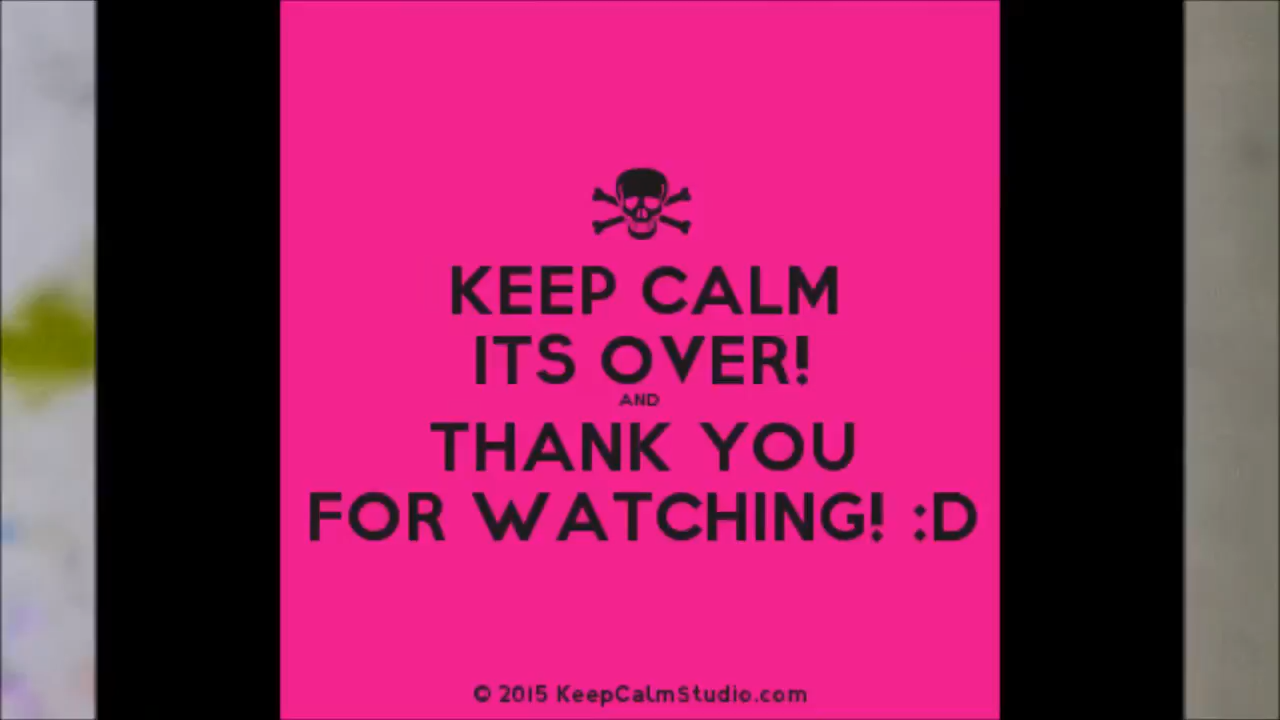 KEEP CALM
ITS OVER!
AND
THANK YOU
FOR WATCHING! :D
© 2015 KeepCalmStudio.com